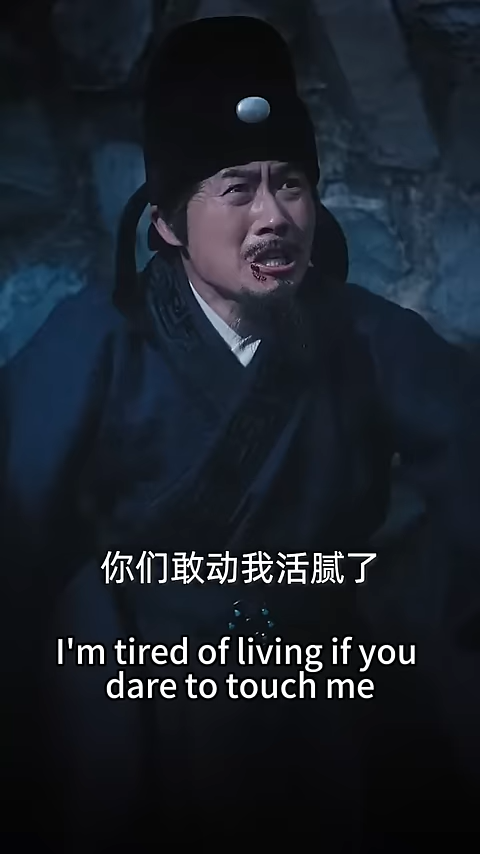 你们敢动我活腻了
I'm tired of living if you
dare to touch me